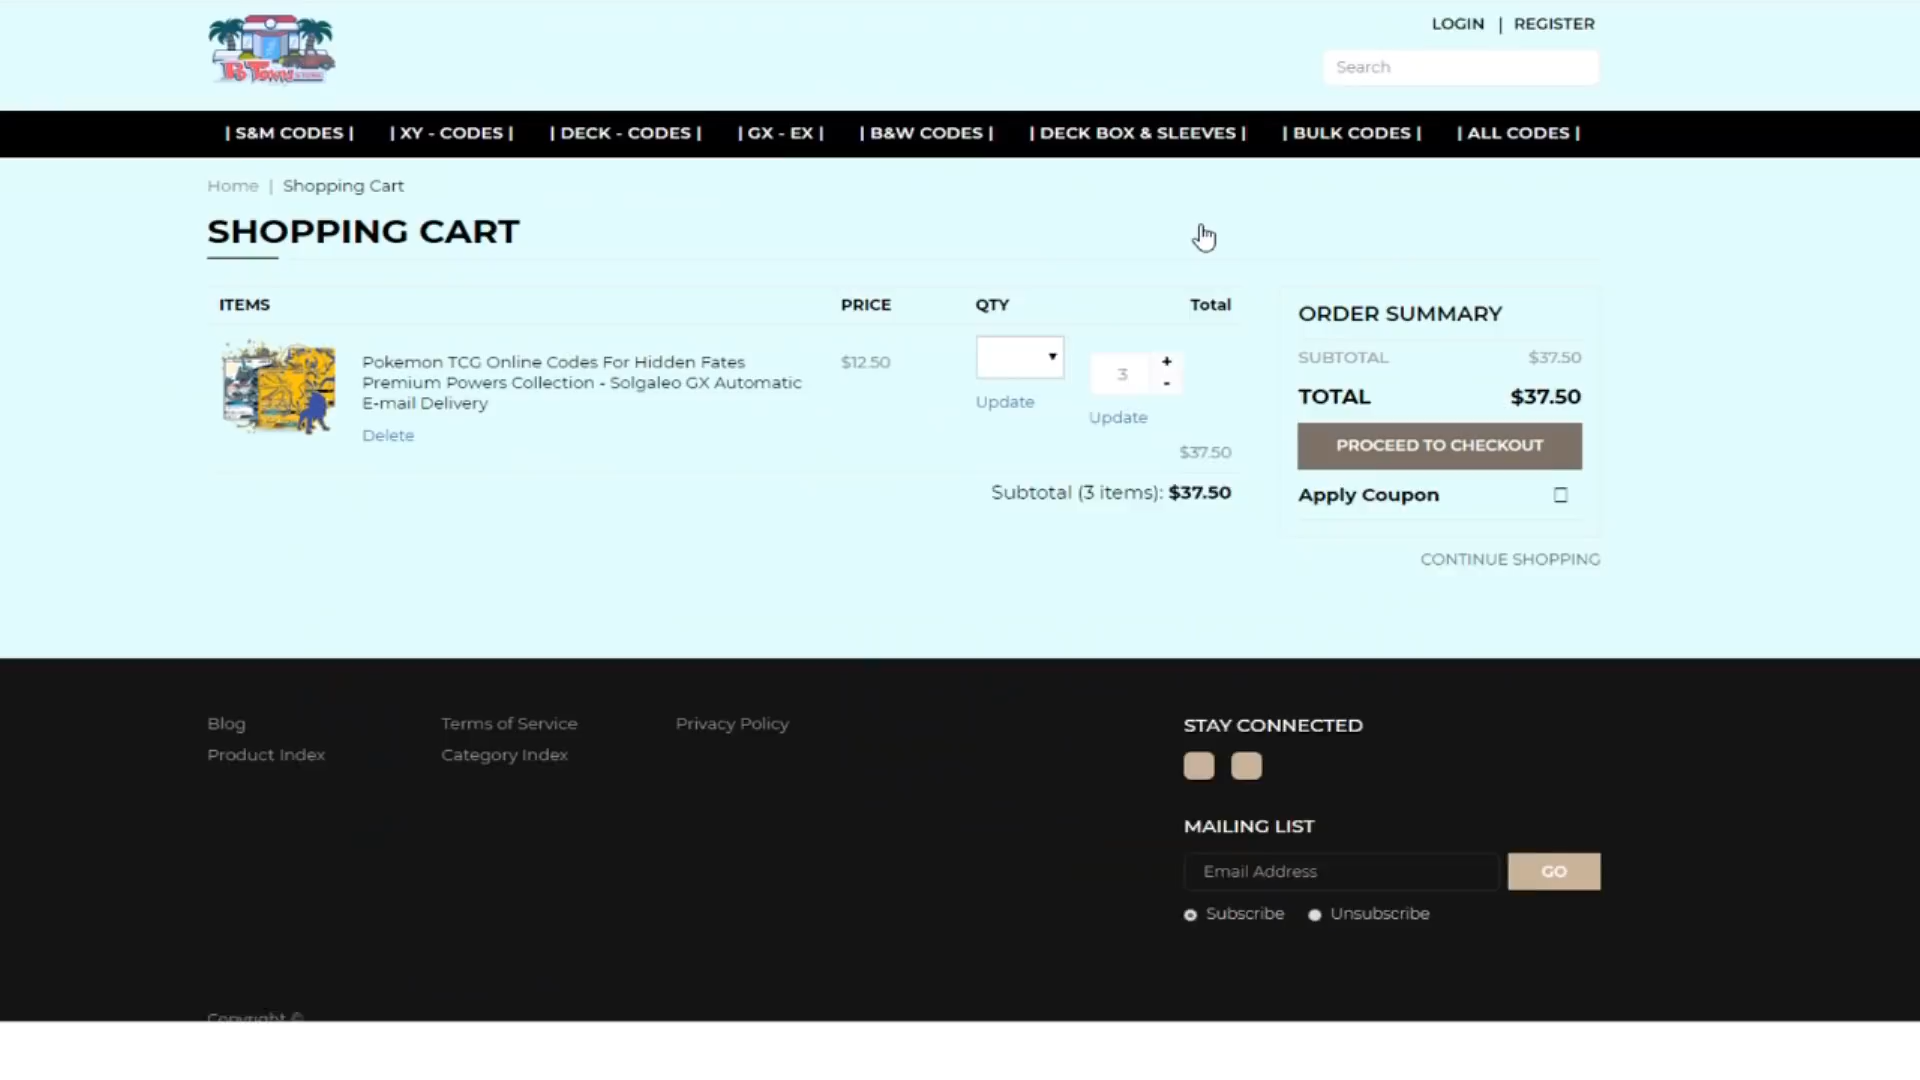 LOGIN | REGISTER
Search
| S&M CODES | | XY - CODES | | DECK - CODES | | GX - EX | | B&W CODES | | DECK BOX & SLEEVES | | BULK CODES | | ALL CODES |
Home | Shopping Cart
SHOPPING CART
ITEMS PRICE QTY Total
Pokemon TCG Online Codes For Hidden Fates
Premium Powers Collection - Solgaleo GX Automatic
E-mail Delivery
Delete
$12.50
Update
3 + -
Update
$37.50
Subtotal (3 items): $37.50
ORDER SUMMARY
SUBTOTAL $37.50
TOTAL $37.50
PROCEED TO CHECKOUT
Apply Coupon
CONTINUE SHOPPING
Blog Terms of Service Privacy Policy
Product Index Category Index
STAY CONNECTED
MAILING LIST
Email Address GO
Subscribe Unsubscribe
Copyright ©